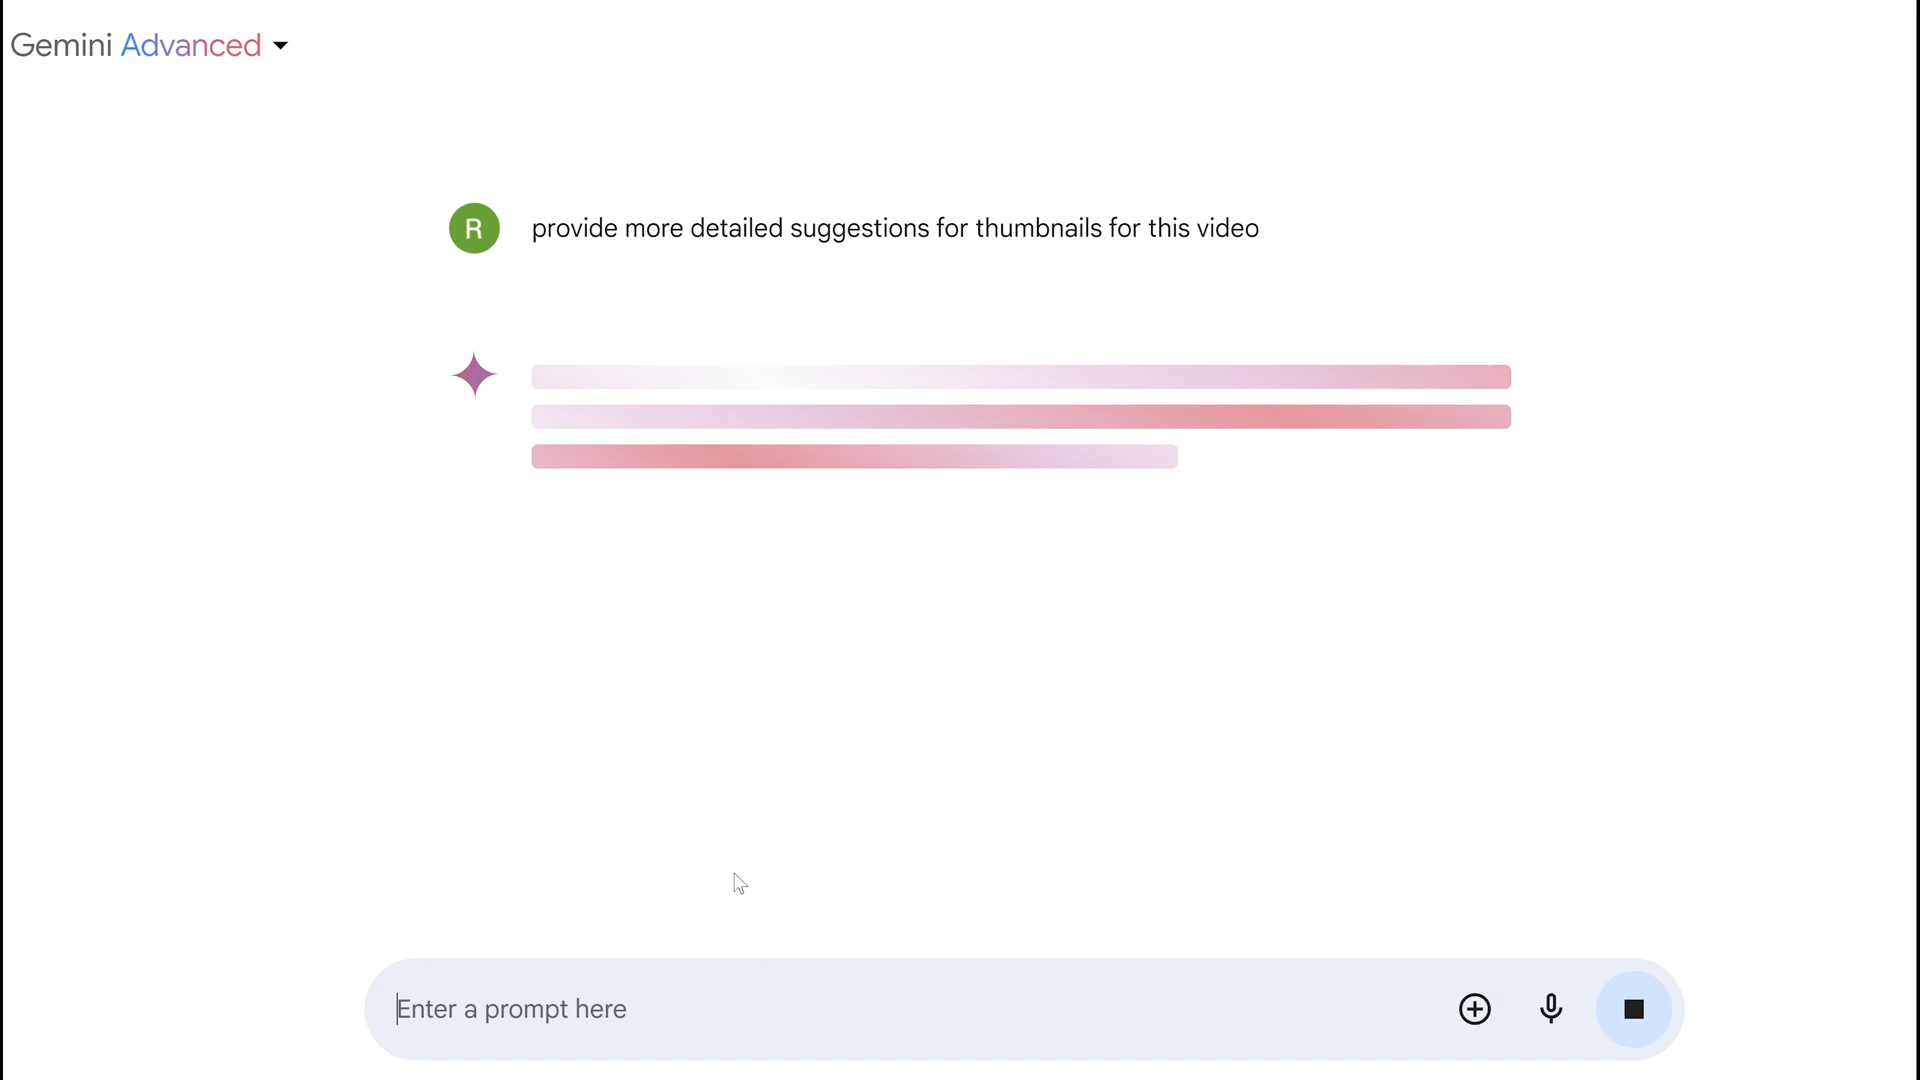 Gemini Advanced
R
provide more detailed suggestions for thumbnails for this video
Enter a prompt here